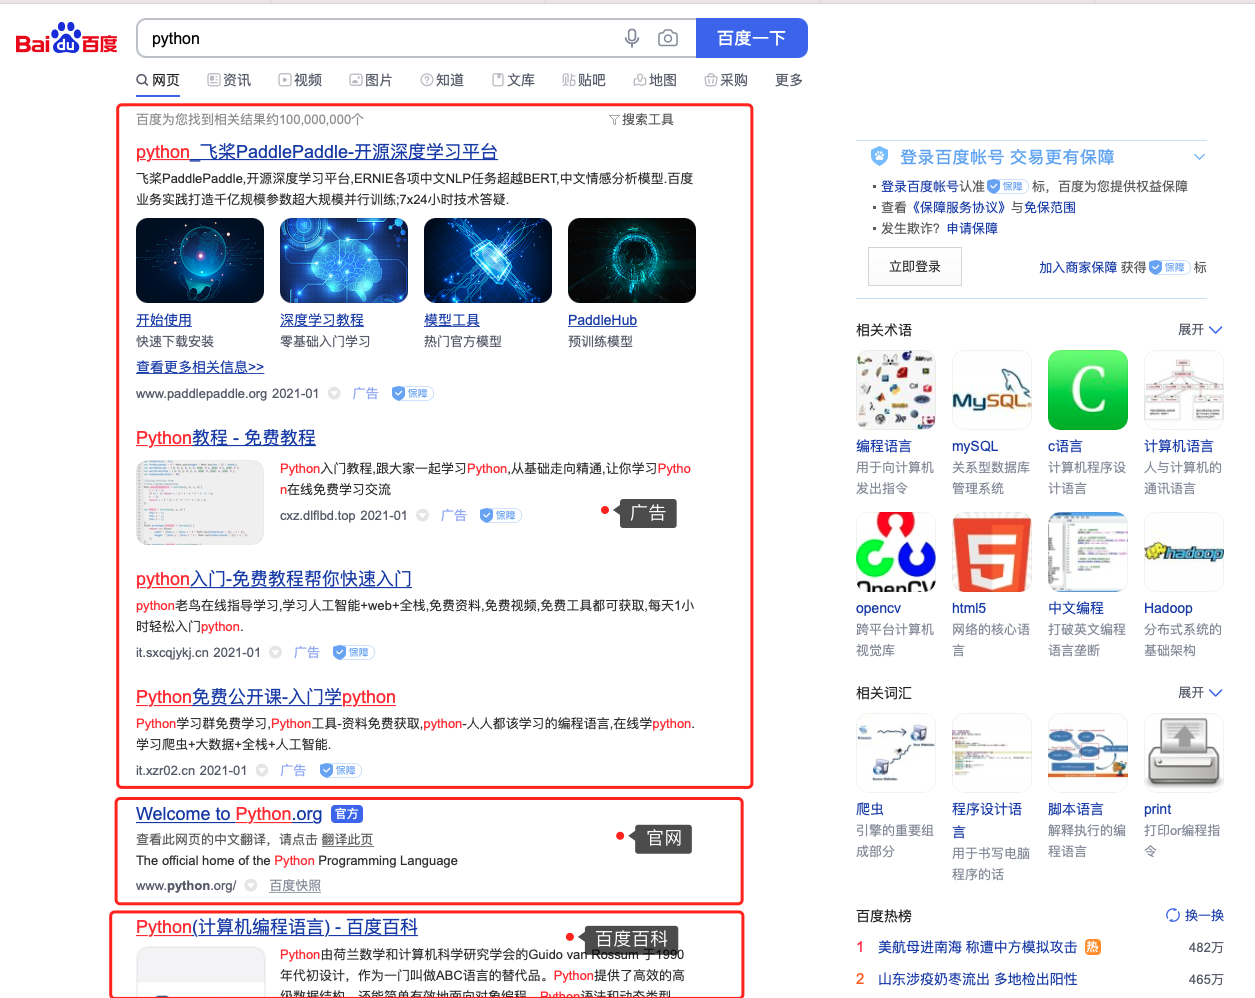 Bai du 百度
python
百度一下
网页 资讯 视频 图片 知道 文库 贴吧 地图 采购 更多
百度为您找到相关结果约100,000,000个
搜索工具
python_飞桨PaddlePaddle-开源深度学习平台
飞桨PaddlePaddle,开源深度学习平台,ERNIE各项中文NLP任务超越BERT,中文情感分析模型.百度
业务实践打造千亿规模参数超大规模并行训练;7x24小时技术答疑.
开始使用 深度学习教程 模型工具 PaddleHub
快速下载安装 零基础入门学习 热门官方模型 预训练模型
查看更多相关信息>>
www.paddlepaddle.org 2021-01 广告 保障
Python教程 - 免费教程
Python入门教程,跟大家一起学习Python,从基础走向精通,让你学习Pytho
n在线免费学习交流
cxz.dlflbd.top 2021-01 广告 保障
广告
python入门-免费教程帮你快速入门
python老鸟在线指导学习,学习人工智能+web+全栈,免费资料,免费视频,免费工具都可获取,每天1小
时轻松入门python.
it.sxcqjykj.cn 2021-01 广告 保障
Python免费公开课-入门学python
Python学习群免费学习,Python工具-资料免费获取,python-人人都该学习的编程语言,在线学python.
学习爬虫+大数据+全栈+人工智能.
it.xzr02.cn 2021-01 广告 保障
Welcome to Python.org 官方
查看此网页的中文翻译，请点击 翻译此页
The official home of the Python Programming Language
www.python.org/ 百度快照
官网
Python(计算机编程语言) - 百度百科
百度百科
Python由荷兰数学和计算机科学研究学会的Guido van Rossum 于1990
年代初设计，作为一门叫做ABC语言的替代品。Python提供了高效的高
级数据结构，还能简单有效地面向对象编程。Python语法和动态类型
登录百度帐号 交易更有保障
登录百度帐号认准 保障 标，百度为您提供权益保障
查看《保障服务协议》与免保范围
发生欺诈？申请保障
立即登录
加入商家保障 获得 保障 标
相关术语 展开
MySQL
C
编程语言 mySQL c语言 计算机语言
用于向计算机 关系型数据库 计算机程序设 人与计算机的
发出指令 管理系统 计语言 通讯语言
OpenCV
5
hadoop
opencv html5 中文编程 Hadoop
跨平台计算机 网络的核心语 打破英文编程 分布式系统的
视觉库 言 语言垄断 基础架构
相关词汇 展开
爬虫 程序设计语 脚本语言 print
引擎的重要组 言 解释执行的编 打印or编程指
成部分 用于书写电脑 程语言 令
程序的话
百度热榜 换一换
1 美航母进南海 称遭中方模拟攻击 热 482万
2 山东涉疫奶枣流出 多地检出阳性 465万